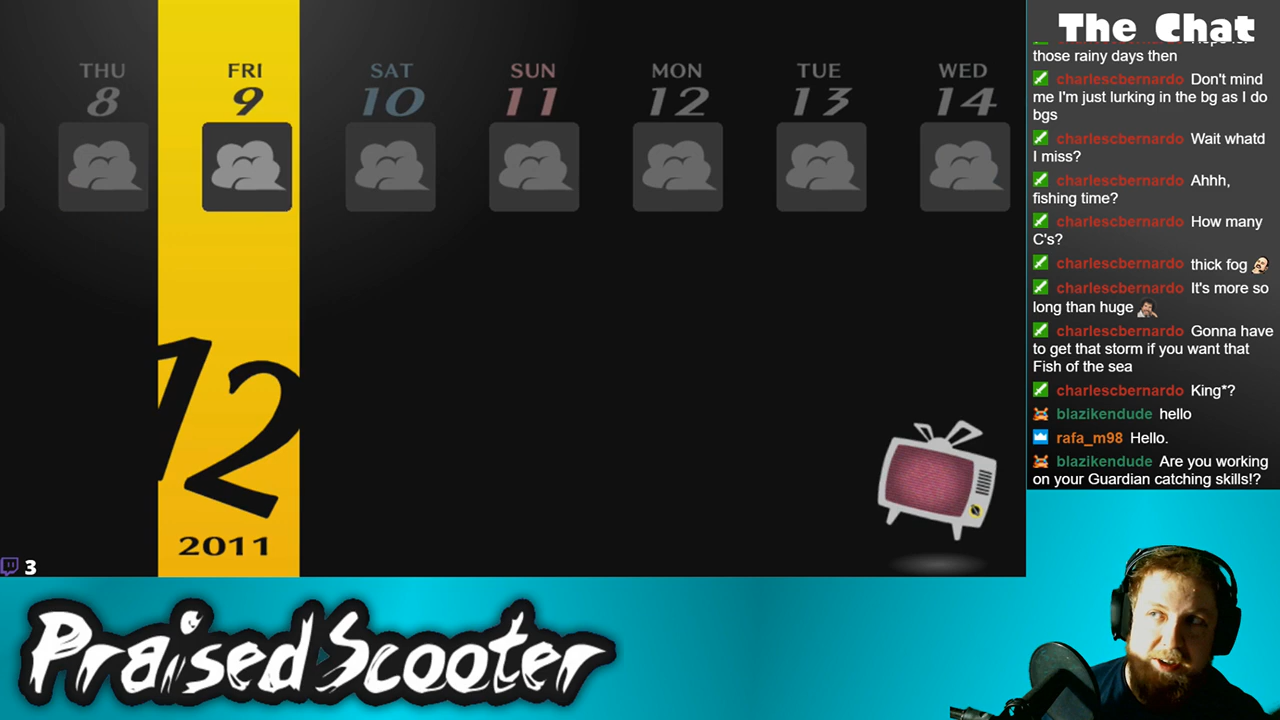 THU
8
FRI
9
SAT
10
SUN
11
MON
12
TUE
13
WED
14
12
2011
3
PraisedScooter
The Chat
those rainy days then
charlescbernardo Don't mind
me I'm just lurking in the bg as I do
bgs
charlescbernardo Wait whatd
I miss?
charlescbernardo Ahhh,
fishing time?
charlescbernardo How many
C's?
charlescbernardo thick fog
charlescbernardo It's more so
long than huge
charlescbernardo Gonna have
to get that storm if you want that
Fish of the sea
charlescbernardo King*?
blazikendude hello
rafa_m98 Hello.
blazikendude Are you working
on your Guardian catching skills!?